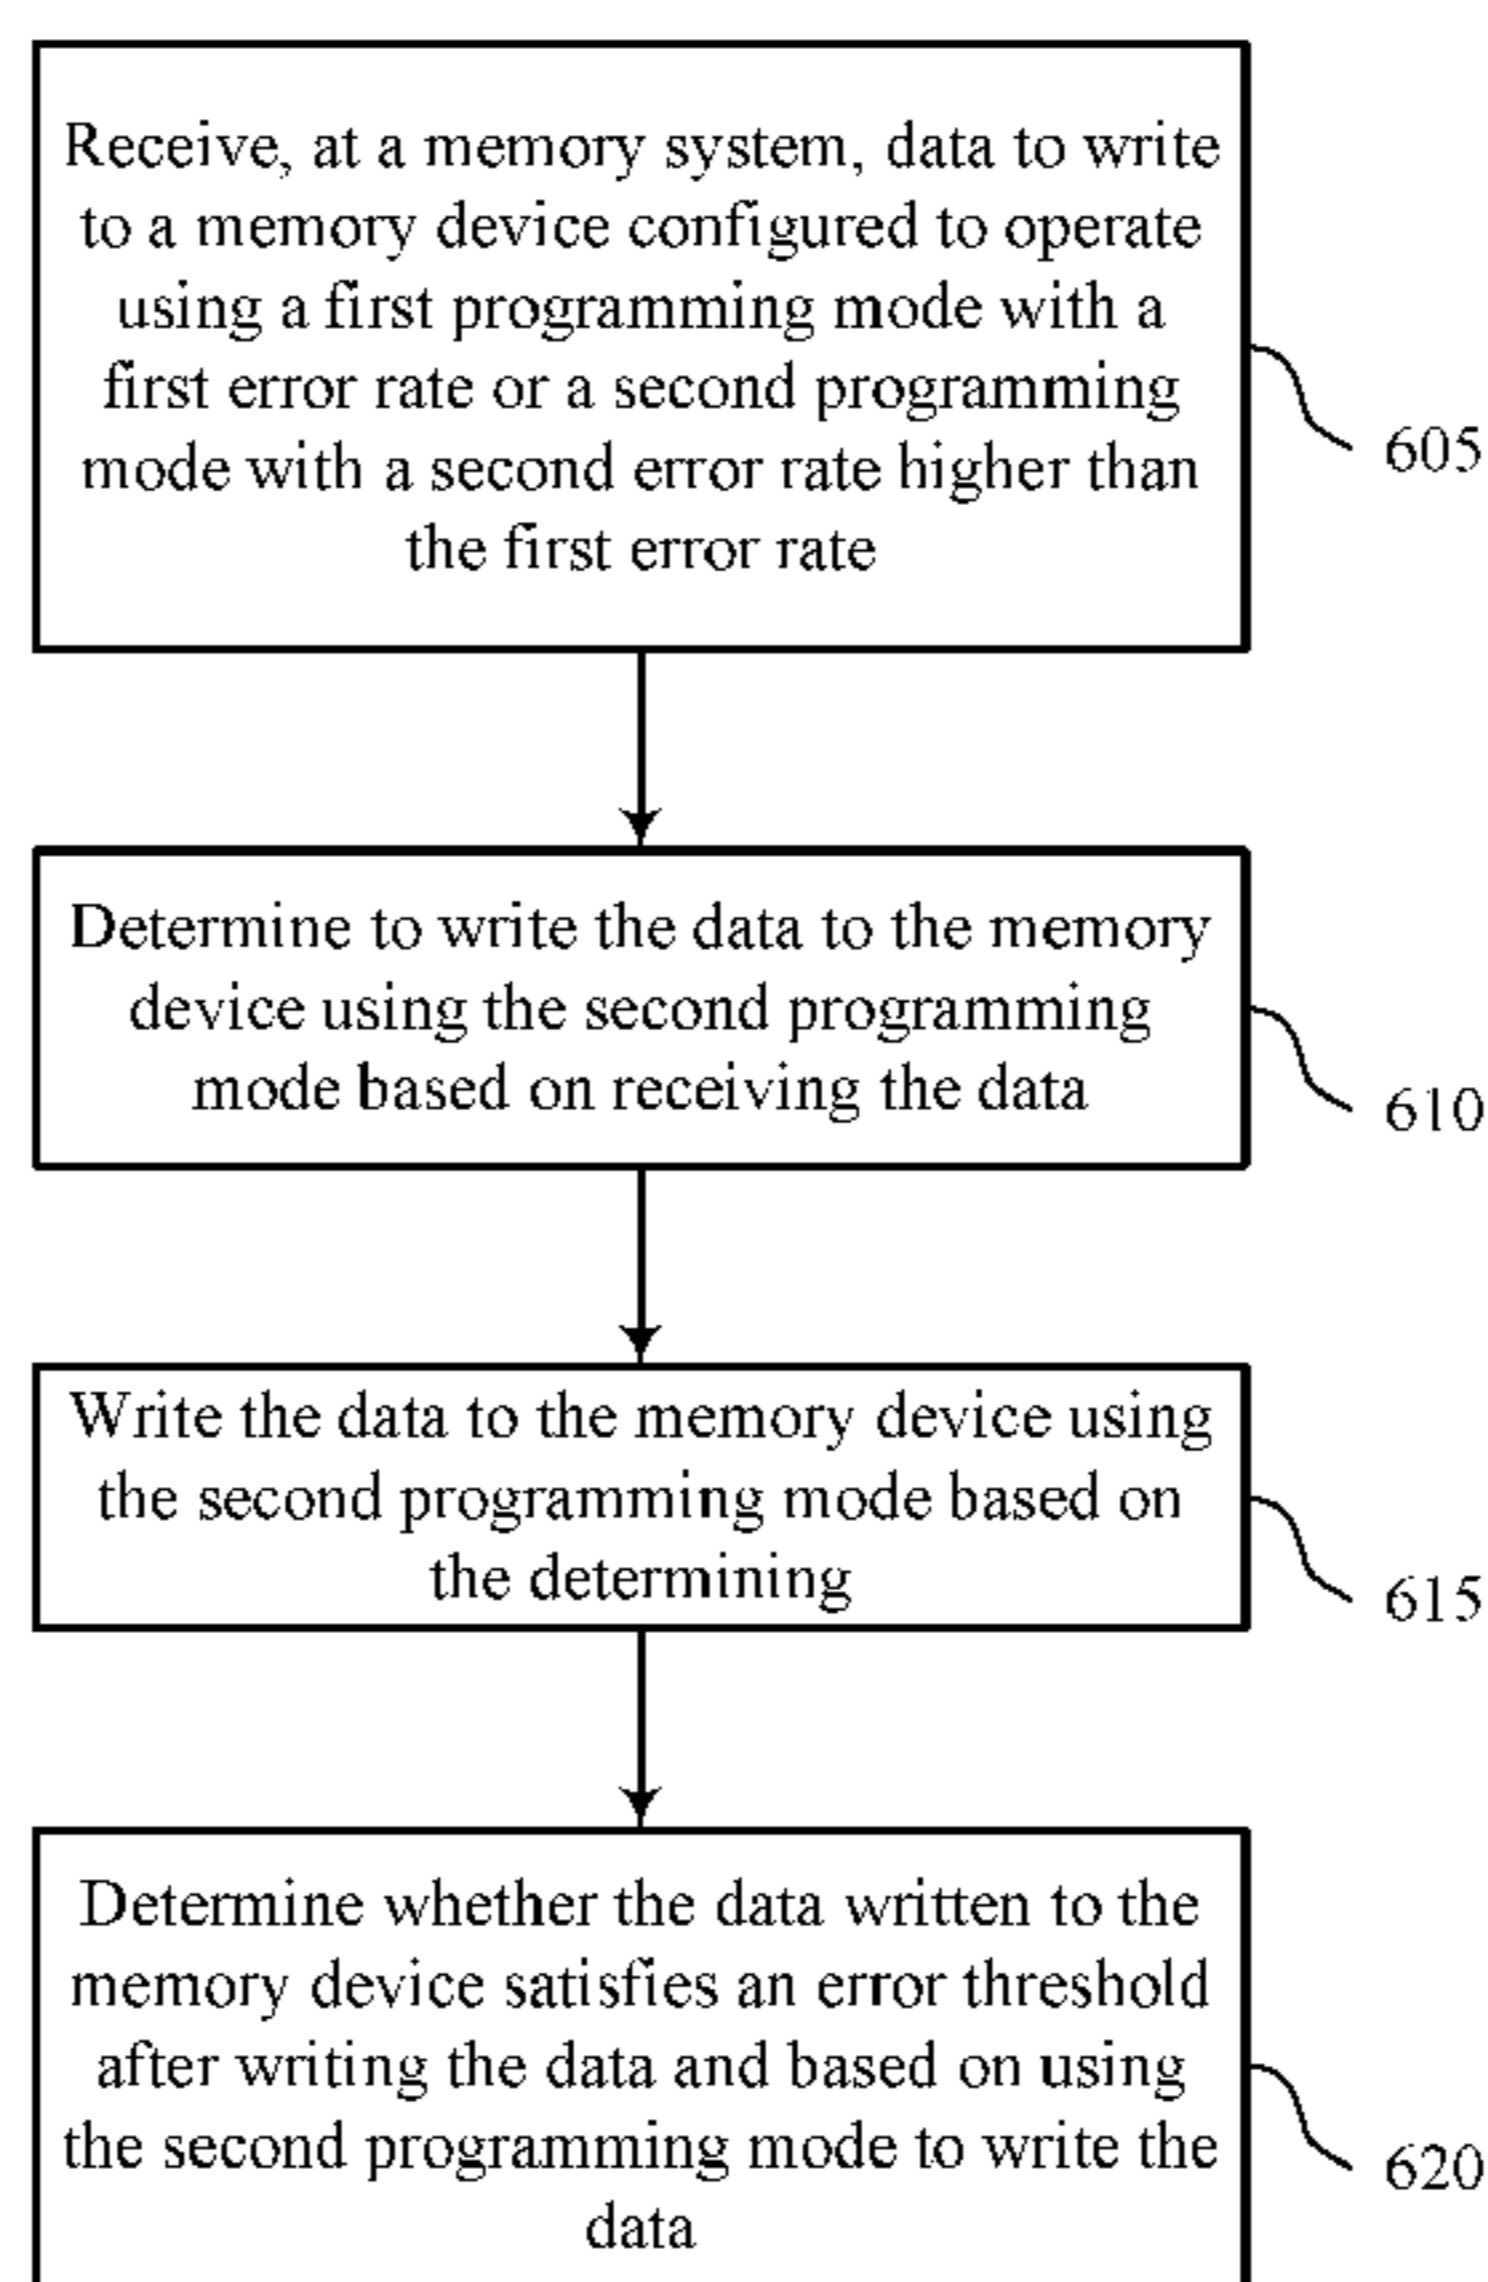 Receive, at a memory system, data to write
to a memory device configured to operate
using a first programming mode with a
first error rate or a second programming
mode with a second error rate higher than
the first error rate
605
Determine to write the data to the memory
device using the second programming
mode based on receiving the data
610
Write the data to the memory device using
the second programming mode based on
the determining
615
Determine whether the data written to the
memory device satisfies an error threshold
after writing the data and based on using
the second programming mode to write the
data
620